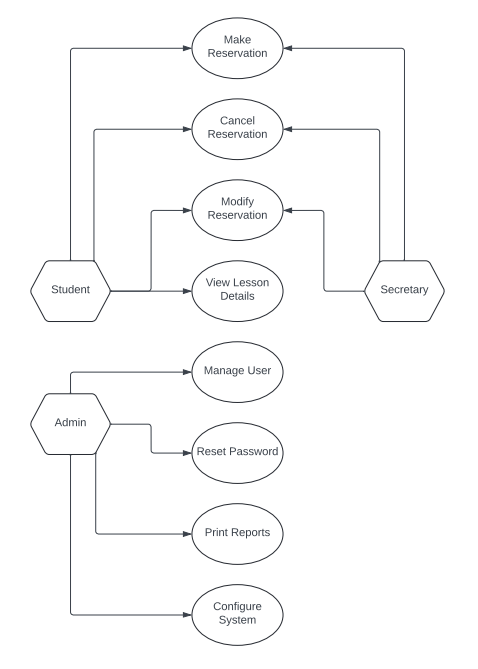 Make
Reservation
Cancel
Reservation
Modify
Reservation
Student
View Lesson
Details
Secretary
Manage User
Admin
Reset Password
Print Reports
Configure
System